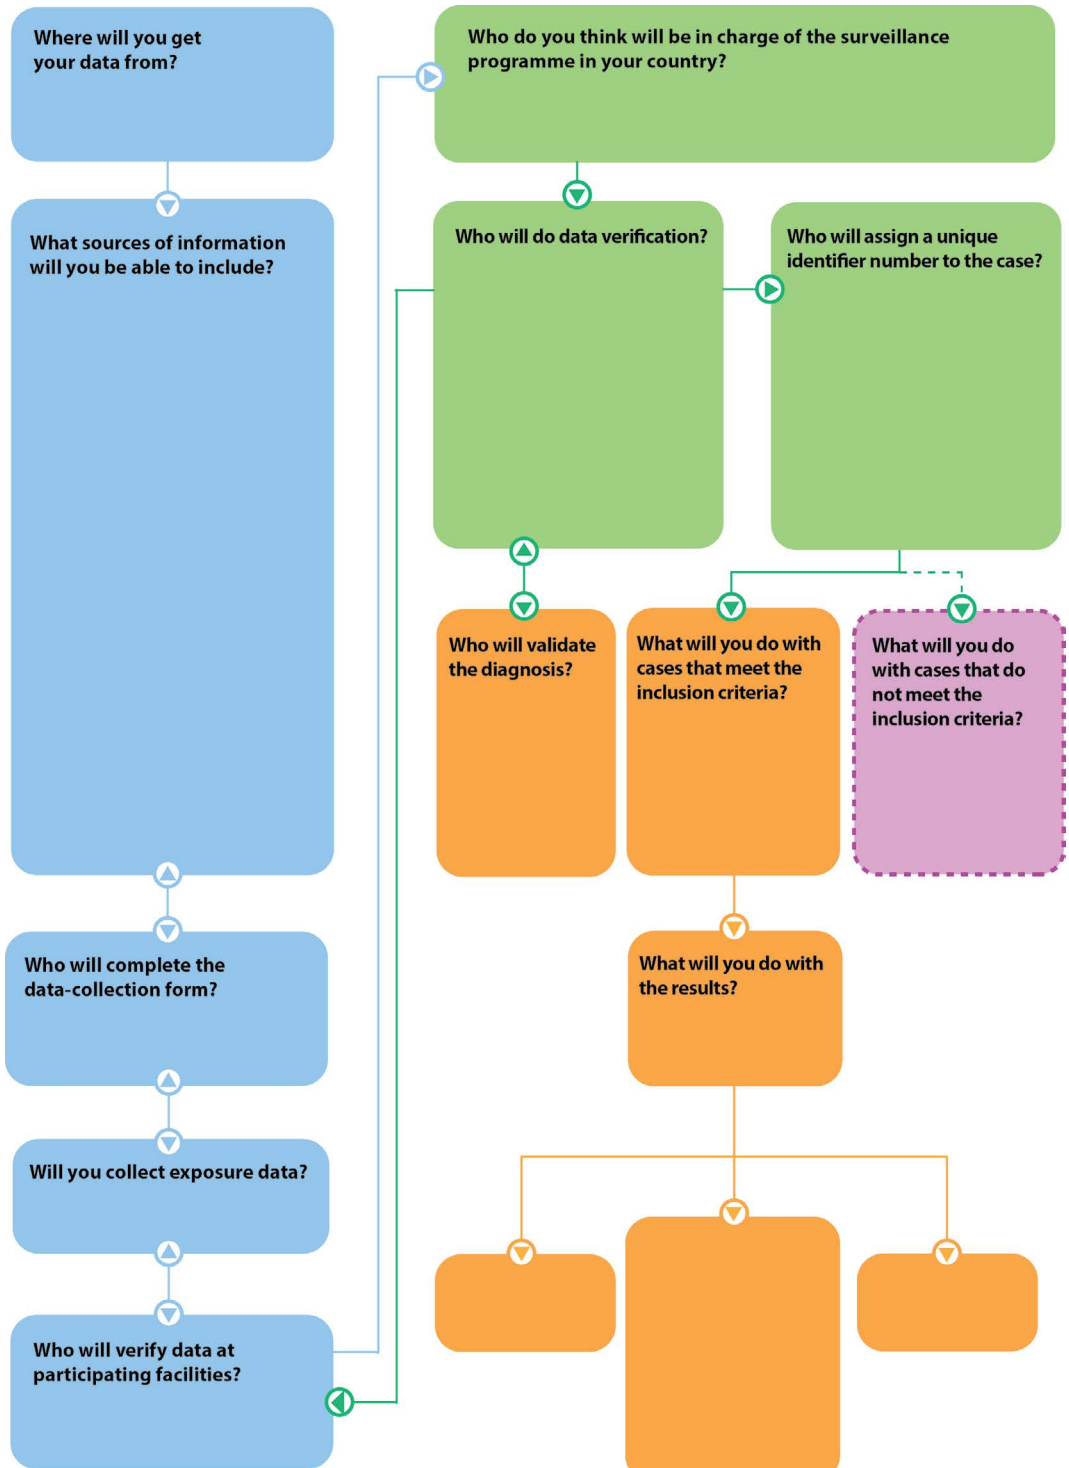 Where will you get
your data from?
What sources of information
will you be able to include?
Who will complete the
data-collection form?
Will you collect exposure data?
Who will verify data at
participating facilities?
Who do you think will be in charge of the surveillance
programme in your country?
Who will do data verification?
Who will assign a unique
identifier number to the case?
Who will validate
the diagnosis?
What will you do with
cases that meet the
inclusion criteria?
What will you do
with cases that do
not meet the
inclusion criteria?
What will you do with
the results?